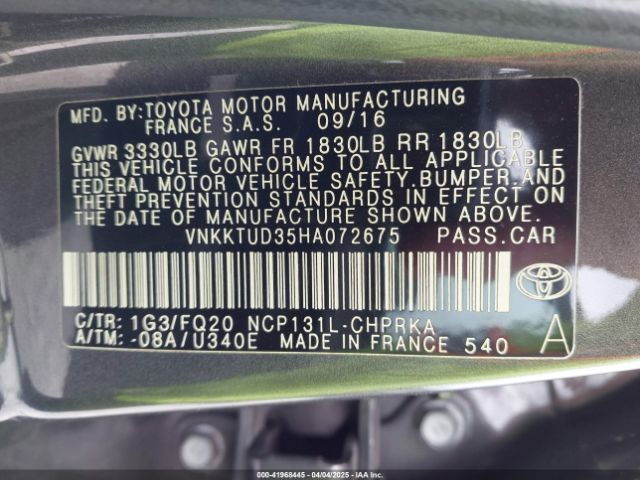 MFD. BY: TOYOTA MOTOR MANUFACTURING
FRANCE S.A.S. 09/16
GVWR 3330LB GAWR FR 1830LB RR 1830LB
THIS VEHICLE CONFORMS TO ALL APPLICABLE
FEDERAL MOTOR VEHICLE SAFETY.BUMPER.AND
THEFT PREVENTION STANDARDS IN EFFECT ON
THE DATE OF MANUFACTURE SHOWN ABOVE.
VNKKTUD35HA072675 PASS.CAR
TOYOTA
C/TR: 1G3/FQ20 NCP131L-CHPRKA
A/TM: -08A/U340E MADE IN FRANCE 540 A
000-41968445 - 04/04/2025 - IAAI.COM